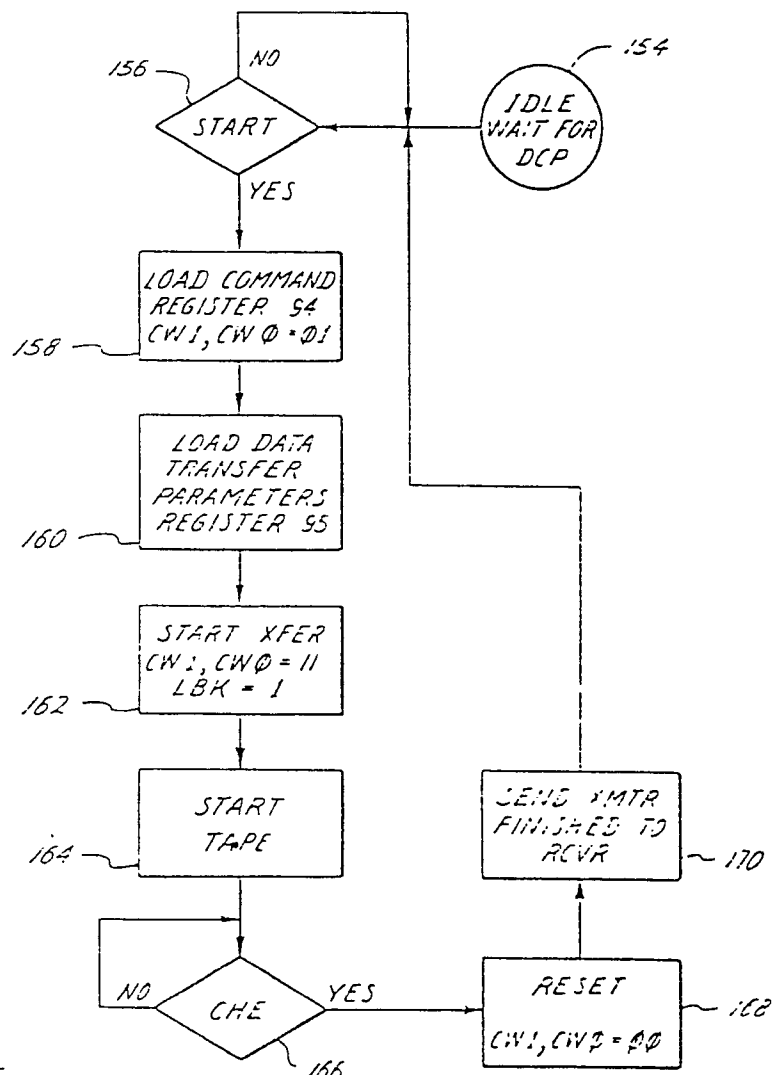 NO
154
156
IDLE
WAIT FOR
DCP
START
YES
LOAD COMMAND
REGISTER 94
CW1, CWØ = Ø1
158
LOAD DATA
TRANSFER
PARAMETERS
REGISTER 95
160
START XFER
CW1, CWØ = 11
LBK = 1
162
START
TAPE
164
SEND XMTR
FINISHED TO
RCVR
170
NO
CHE
YES
166
RESET
CW1, CWØ = ØØ
168